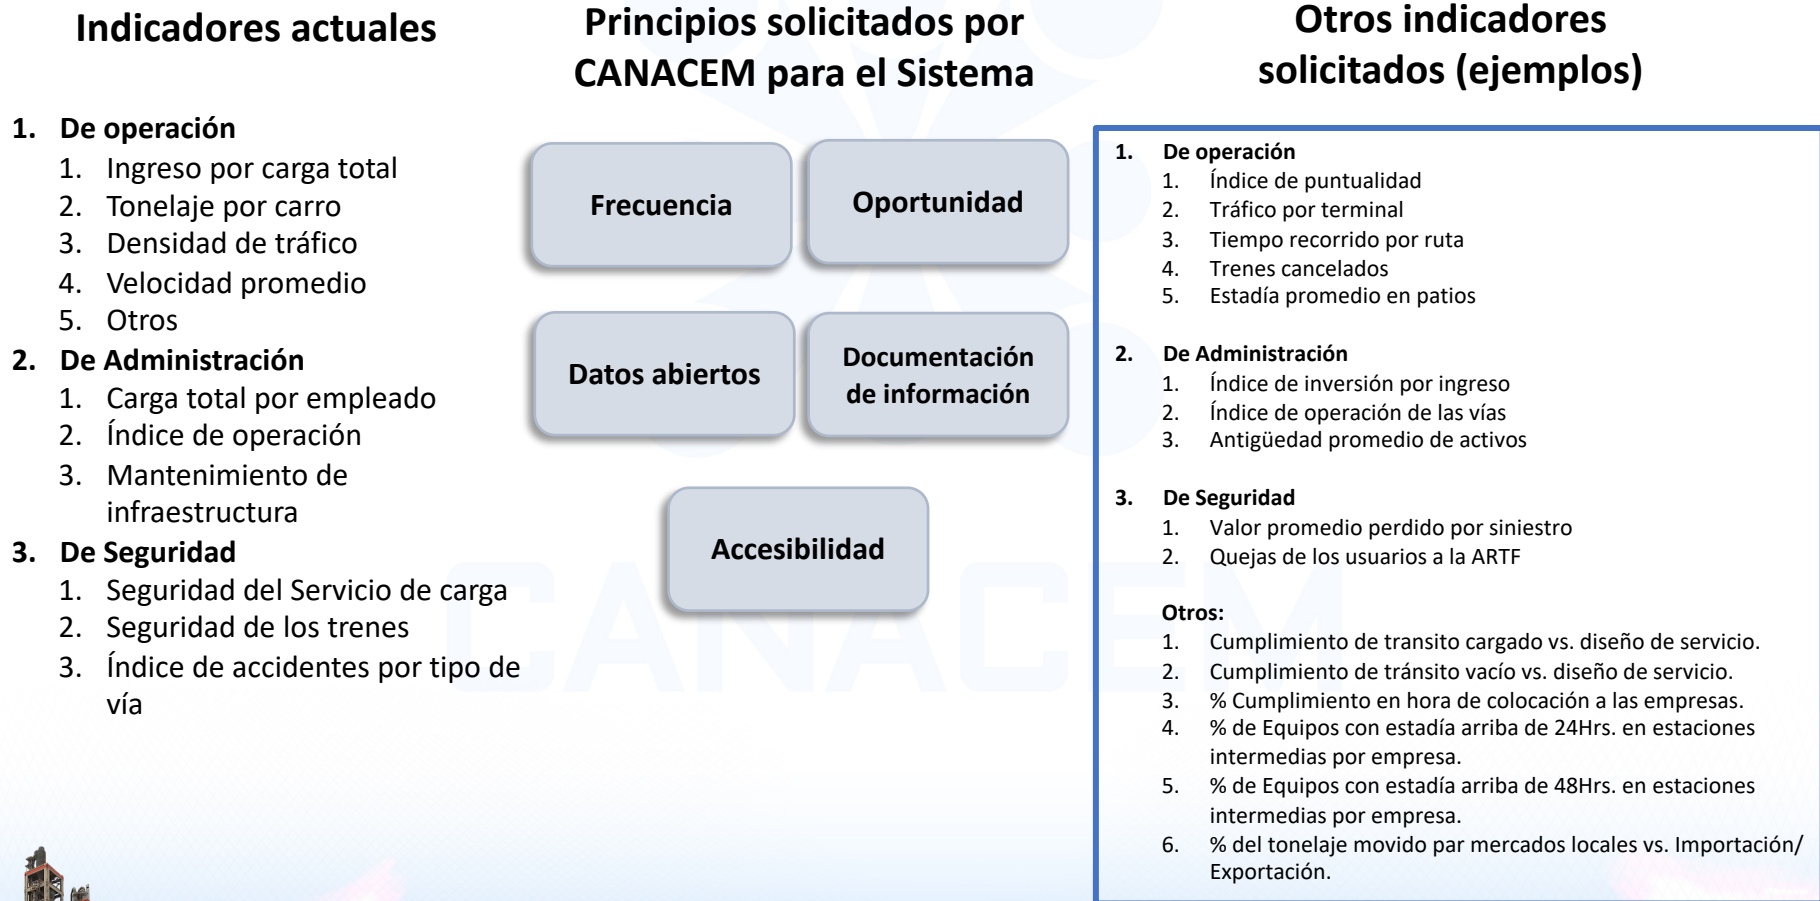 Indicadores actuales
1. De operación
1. Ingreso por carga total
2. Tonelaje por carro
3. Densidad de tráfico
4. Velocidad promedio
5. Otros
2. De Administración
1. Carga total por empleado
2. Índice de operación
3. Mantenimiento de
infraestructura
3. De Seguridad
1. Seguridad del Servicio de carga
2. Seguridad de los trenes
3. Índice de accidentes por tipo de
vía
Principios solicitados por
CANACEM para el Sistema
Frecuencia
Oportunidad
Datos abiertos
Documentación
de información
Accesibilidad
CANACEM
Otros indicadores
solicitados (ejemplos)
1. De operación
1. Índice de puntualidad
2. Tráfico por terminal
3. Tiempo recorrido por ruta
4. Trenes cancelados
5. Estadía promedio en patios
2. De Administración
1. Índice de inversión por ingreso
2. Índice de operación de las vías
3. Antigüedad promedio de activos
3. De Seguridad
1. Valor promedio perdido por siniestro
2. Quejas de los usuarios a la ARTF
Otros:
1. Cumplimiento de transito cargado vs. diseño de servicio.
2. Cumplimiento de tránsito vacío vs. diseño de servicio.
3. % Cumplimiento en hora de colocación a las empresas.
4. % de Equipos con estadía arriba de 24Hrs. en estaciones
intermedias por empresa.
5. % de Equipos con estadía arriba de 48Hrs. en estaciones
intermedias por empresa.
6. % del tonelaje movido par mercados locales vs. Importación/
Exportación.